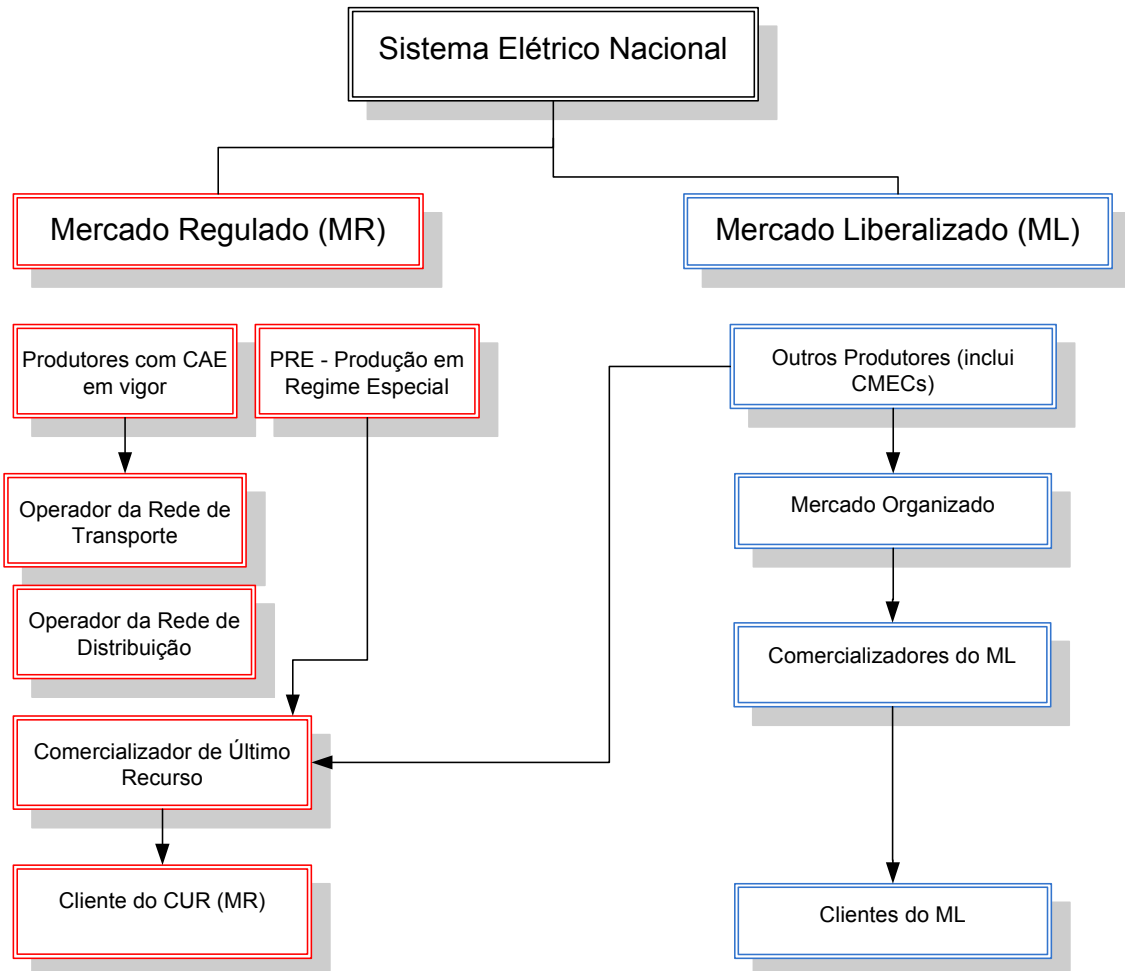 Sistema Elétrico Nacional
Mercado Regulado (MR)
Mercado Liberalizado (ML)
Produtores com CAE
em vigor
PRE - Produção em
Regime Especial
Outros Produtores (inclui
CMECs)
Operador da Rede de
Transporte
Mercado Organizado
Operador da Rede de
Distribuição
Comercializadores do ML
Comercializador de Último
Recurso
Cliente do CUR (MR)
Clientes do ML